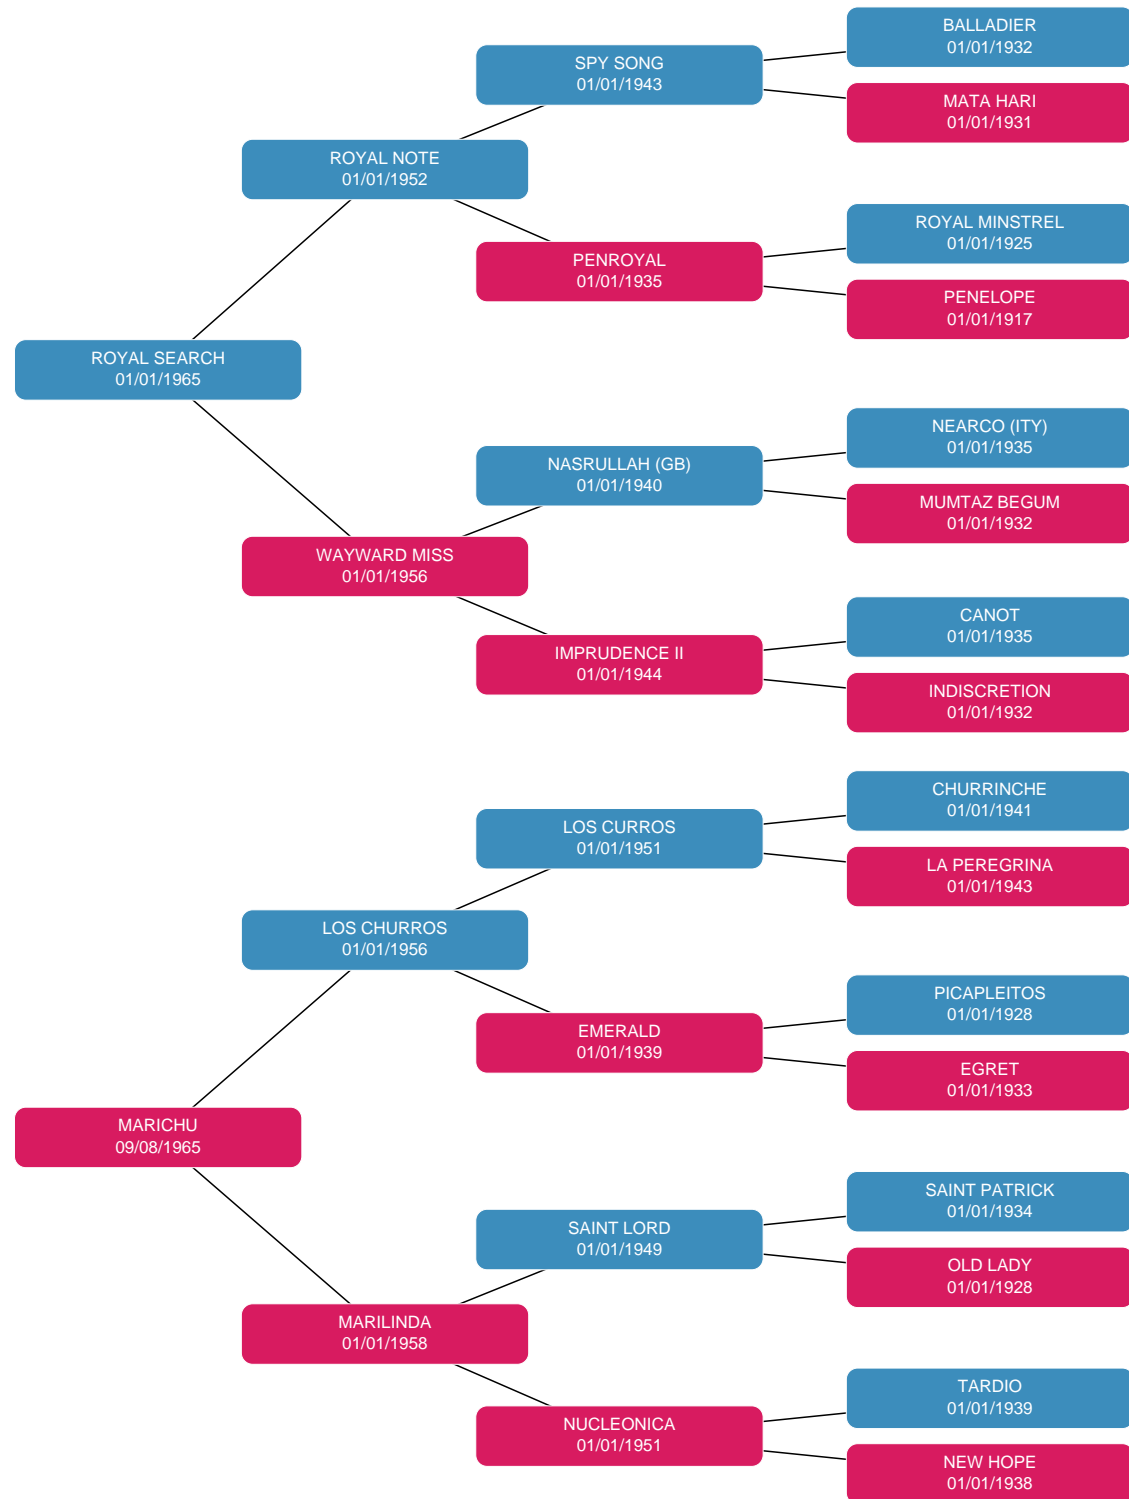 BALLADIER
01/01/1932
SPY SONG
01/01/1943
MATA HARI
01/01/1931
ROYAL NOTE
01/01/1952
ROYAL MINSTREL
01/01/1925
PENROYAL
01/01/1935
PENELOPE
01/01/1917
ROYAL SEARCH
01/01/1965
NEARCO (ITY)
01/01/1935
NASRULLAH (GB)
01/01/1940
MUMTAZ BEGUM
01/01/1932
WAYWARD MISS
01/01/1956
CANOT
01/01/1935
IMPRUDENCE II
01/01/1944
INDISCRETION
01/01/1932
CHURRINCHE
01/01/1941
LOS CURROS
01/01/1951
LA PEREGRINA
01/01/1943
LOS CHURROS
01/01/1956
PICAPLEITOS
01/01/1928
EMERALD
01/01/1939
EGRET
01/01/1933
MARICHU
09/08/1965
SAINT PATRICK
01/01/1934
SAINT LORD
01/01/1949
OLD LADY
01/01/1928
MARILINDA
01/01/1958
TARDIO
01/01/1939
NUCLEONICA
01/01/1951
NEW HOPE
01/01/1938